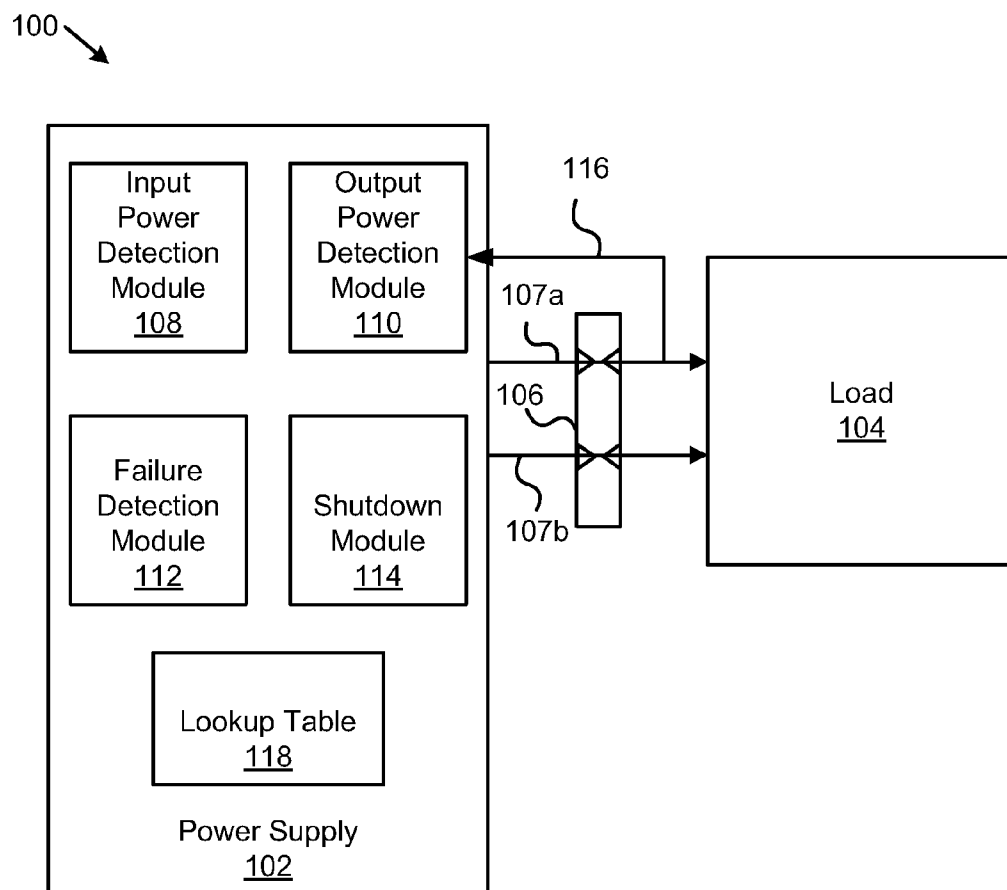 100
Input
Power
Detection
Module
108
Output
Power
Detection
Module
110
116
107a
106
107b
Load
104
Failure
Detection
Module
112
Shutdown
Module
114
Lookup Table
118
Power Supply
102